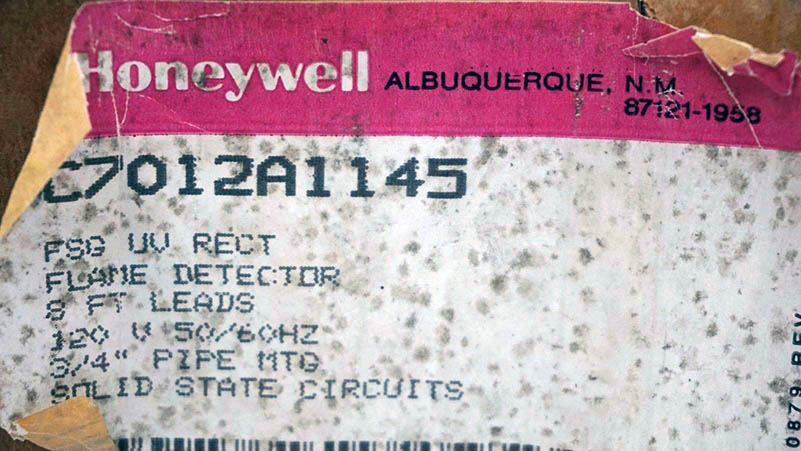 Honeywell ALBUQUERQUE, N.M.
87121-1958
C7012A1145
PSG UV RECT
FLAME DETECTOR
8 FT LEADS
120 V 50/60HZ
3/4" PIPE MTG
SOLID STATE CIRCUITS
0879 REV